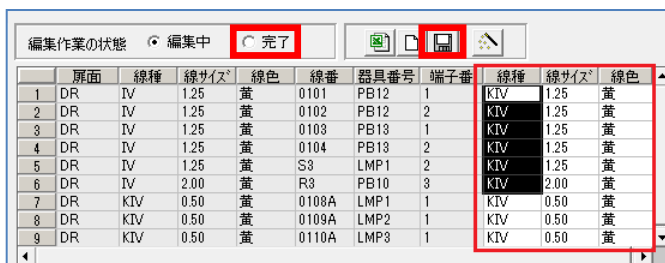 編集作業の状態 編集中 完了
扉面 線種 線サイズ 線色 線番 器具番号 端子番 線種 線サイズ 線色
1 DR IV 1.25 黄 0101 PB12 1 KIV 1.25 黄
2 DR IV 1.25 黄 0102 PB12 2 KIV 1.25 黄
3 DR IV 1.25 黄 0103 PB13 1 KIV 1.25 黄
4 DR IV 1.25 黄 0104 PB13 2 KIV 1.25 黄
5 DR IV 1.25 黄 S3 LMP1 2 KIV 1.25 黄
6 DR IV 2.00 黄 R3 PB10 3 KIV 2.00 黄
7 DR KIV 0.50 黄 0108A LMP1 1 KIV 0.50 黄
8 DR KIV 0.50 黄 0109A LMP2 1 KIV 0.50 黄
9 DR KIV 0.50 黄 0110A LMP3 1 KIV 0.50 黄